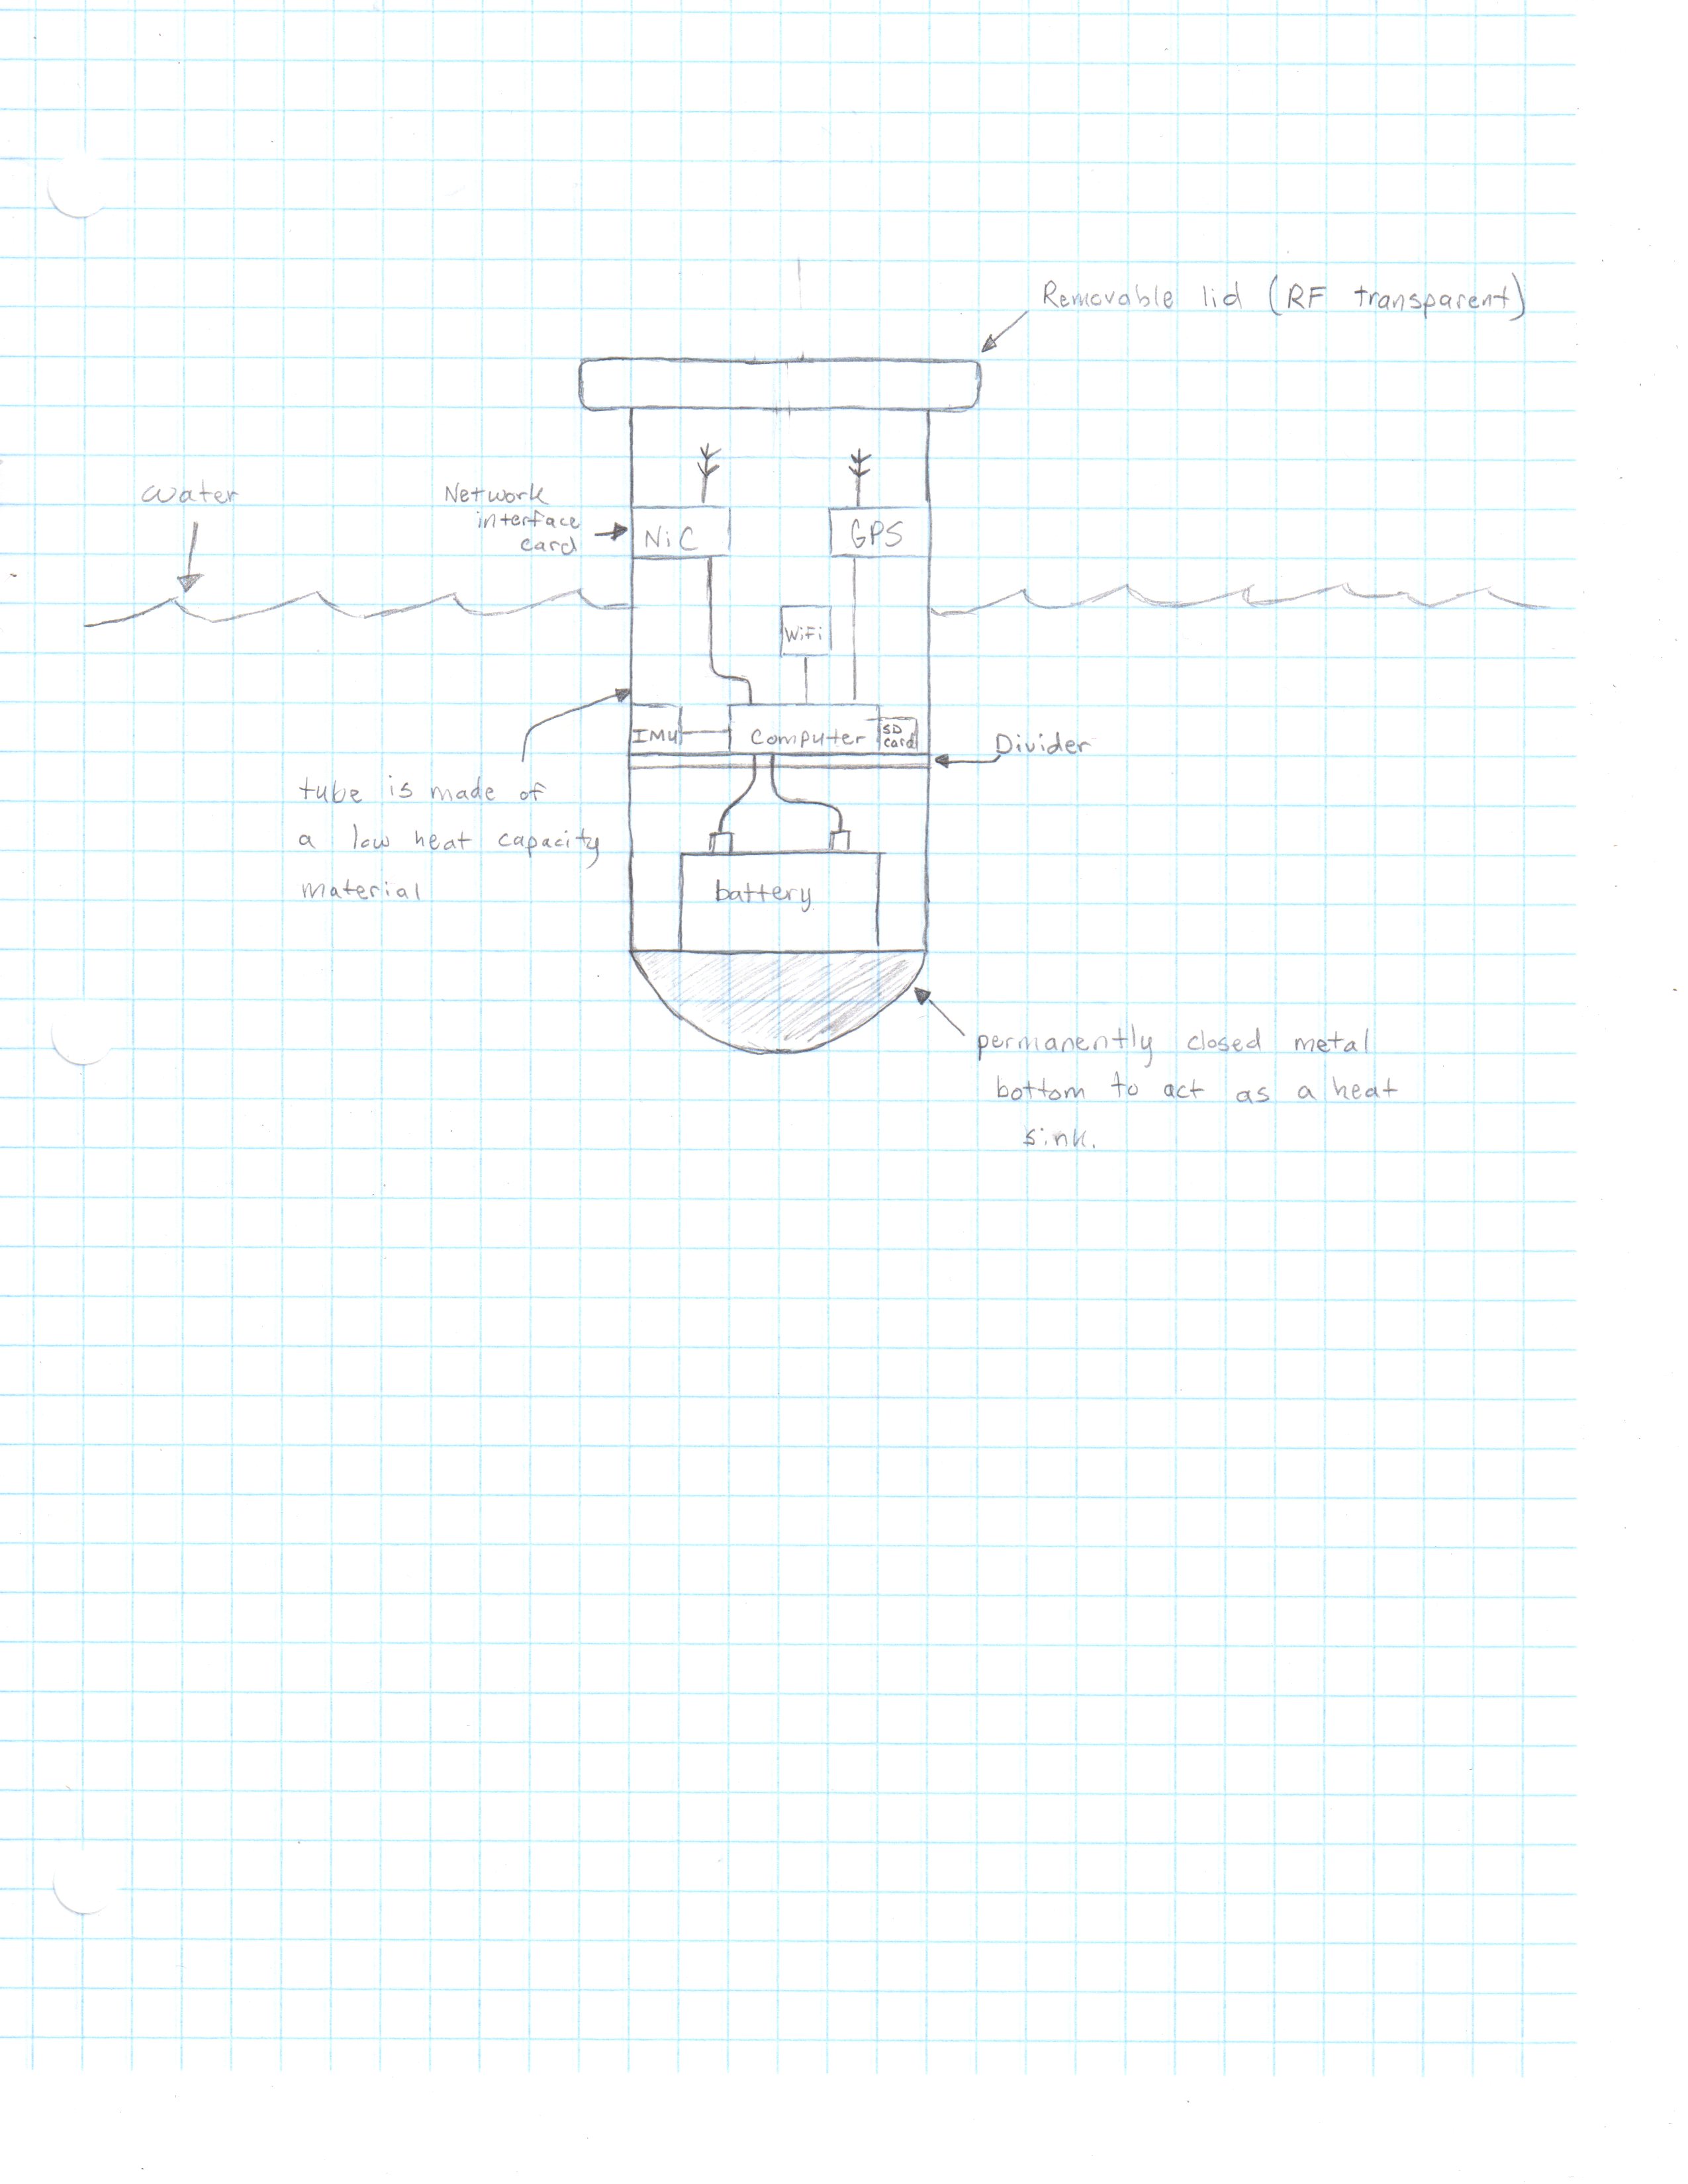 Removable lid (RF transparent)
water
Network
interface
card
NiC
GPS
WiFi
IMU
Computer
SD
card
Divider
tube is made of
a low heat capacity
material
battery
permanently closed metal
bottom to act as a heat
sink.